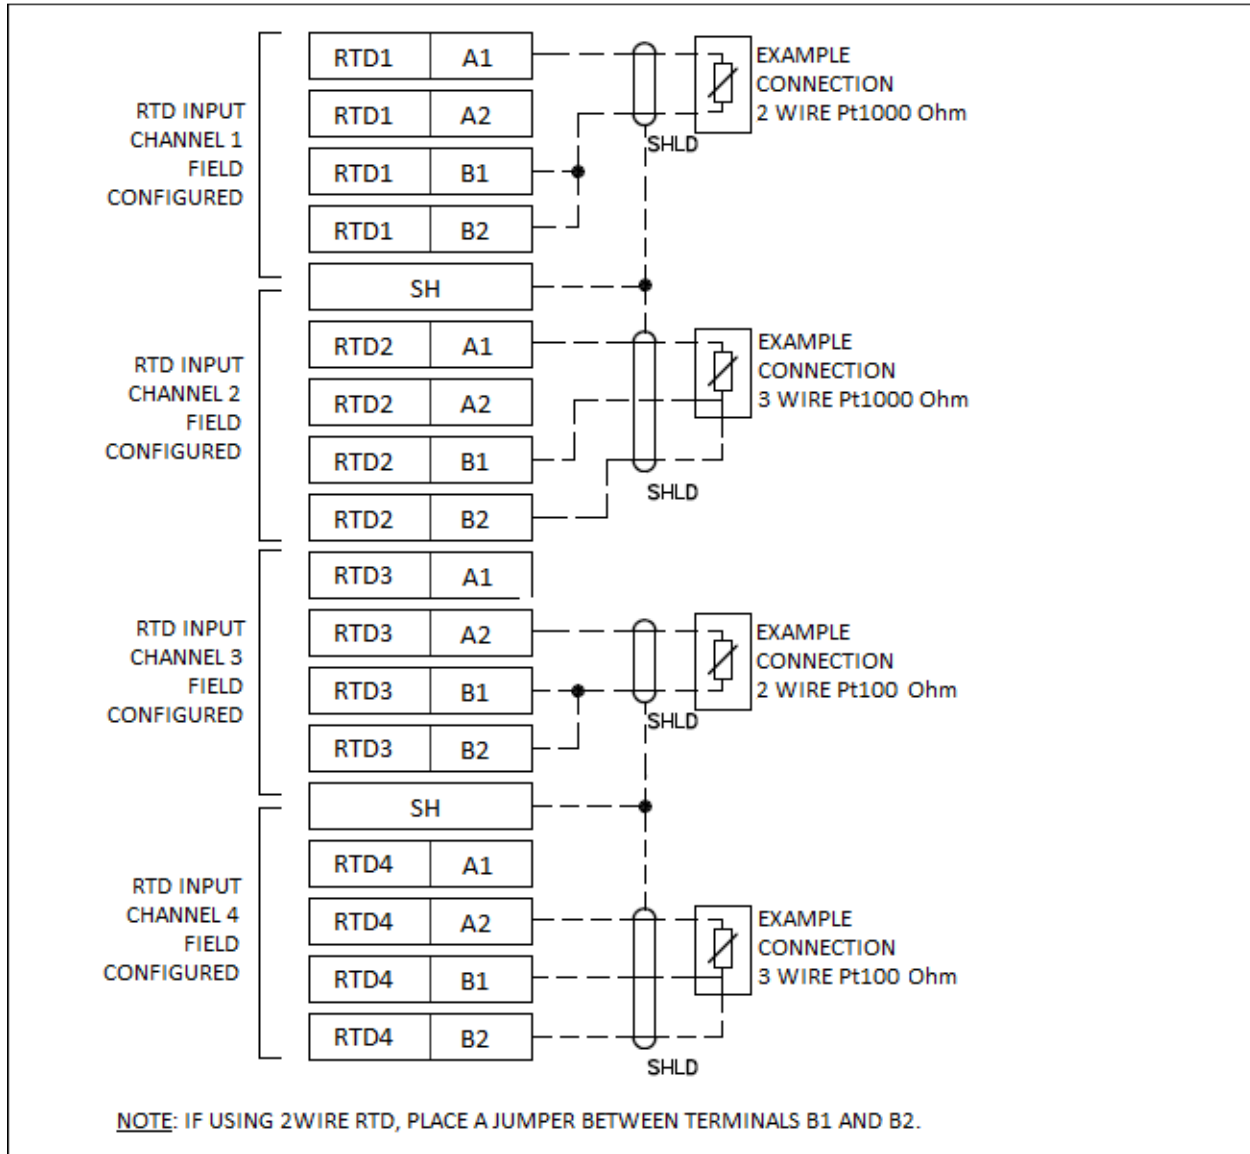 RTD1 A1
RTD1 A2
RTD1 B1
RTD1 B2
SH
RTD INPUT
CHANNEL 1
FIELD
CONFIGURED
EXAMPLE
CONNECTION
2 WIRE Pt1000 Ohm
SHLD
RTD2 A1
RTD2 A2
RTD2 B1
RTD2 B2
RTD INPUT
CHANNEL 2
FIELD
CONFIGURED
EXAMPLE
CONNECTION
3 WIRE Pt1000 Ohm
SHLD
RTD3 A1
RTD3 A2
RTD3 B1
RTD3 B2
SH
RTD INPUT
CHANNEL 3
FIELD
CONFIGURED
EXAMPLE
CONNECTION
2 WIRE Pt100 Ohm
SHLD
RTD4 A1
RTD4 A2
RTD4 B1
RTD4 B2
RTD INPUT
CHANNEL 4
FIELD
CONFIGURED
EXAMPLE
CONNECTION
3 WIRE Pt100 Ohm
SHLD
NOTE: IF USING 2WIRE RTD, PLACE A JUMPER BETWEEN TERMINALS B1 AND B2.